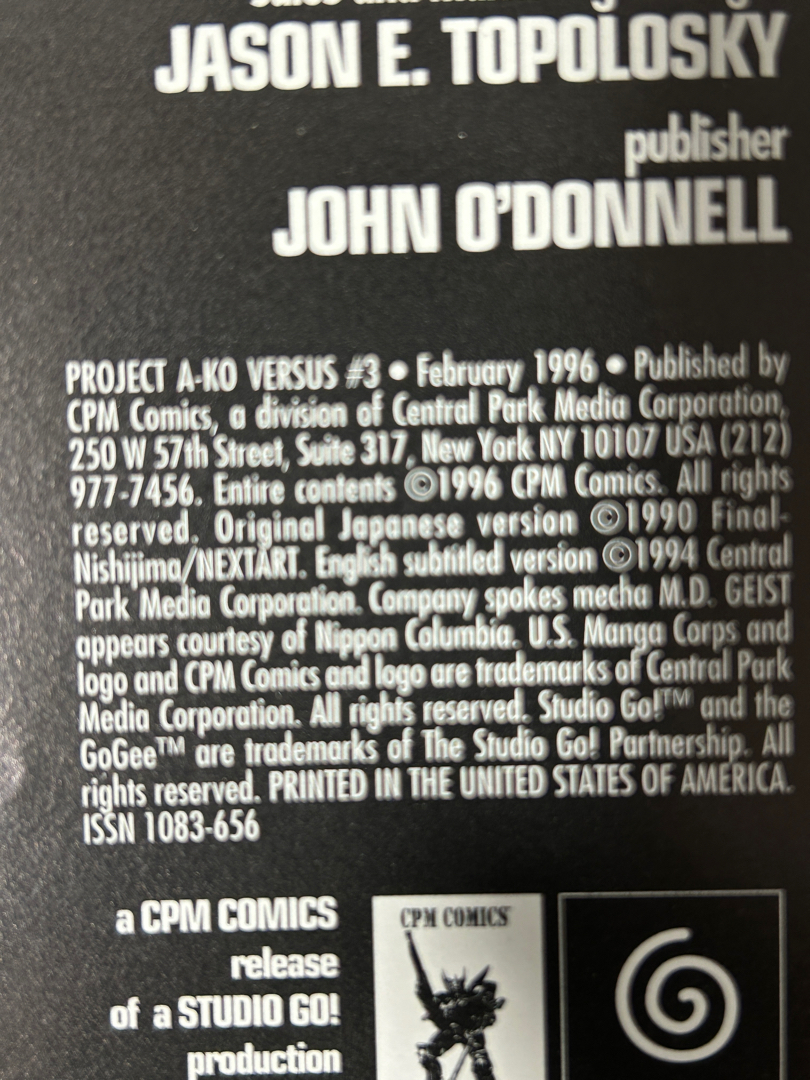 JASON E. TOPOLOSKY
publisher
JOHN O'DONNELL
PROJECT A-KO VERSUS #3 • February 1996 • Published by
CPM Comics, a division of Central Park Media Corporation,
250 W 57th Street, Suite 317, New York NY 10107 USA (212)
977-7456. Entire contents ©1996 CPM Comics. All rights
reserved. Original Japanese version ©1990 Final-
Nishijima/NEXTART. English subtitled version ©1994 Central
Park Media Corporation. Company spokes mecha M.D. GEIST
appears courtesy of Nippon Columbia. U.S. Manga Corps and
logo and CPM Comics and logo are trademarks of Central Park
Media Corporation. All rights reserved. Studio Go!™ and the
GoGee™ are trademarks of The Studio Go! Partnership. All
rights reserved. PRINTED IN THE UNITED STATES OF AMERICA.
ISSN 1083-656
a CPM COMICS
release
of a STUDIO GO!
production
CPM COMICS